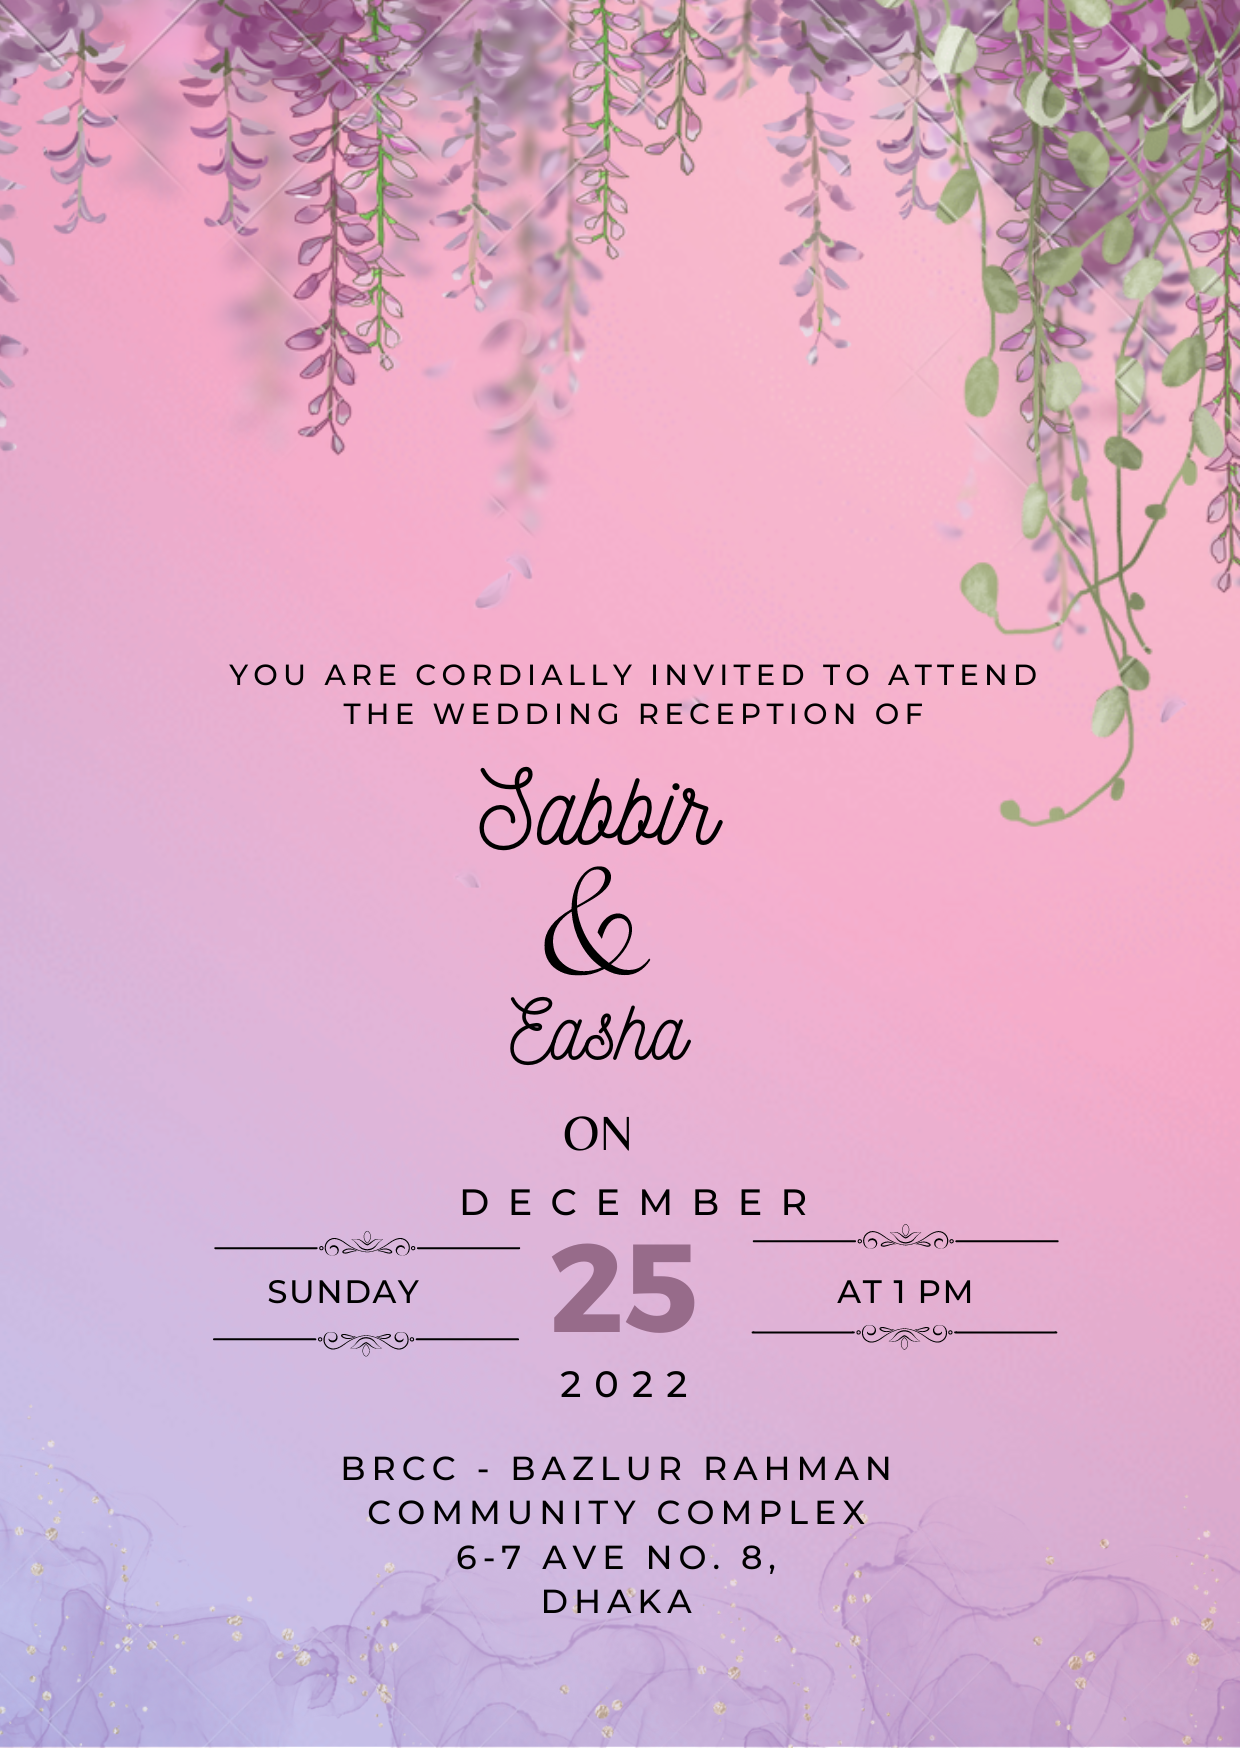 YOU ARE CORDIALLY INVITED TO ATTEND
THE WEDDING RECEPTION OF
Sabbir
&
Easha
ON
DECEMBER
SUNDAY
25
AT 1 PM
2022
BRCC - BAZLUR RAHMAN
COMMUNITY COMPLEX
6-7 AVE NO. 8,
DHAKA